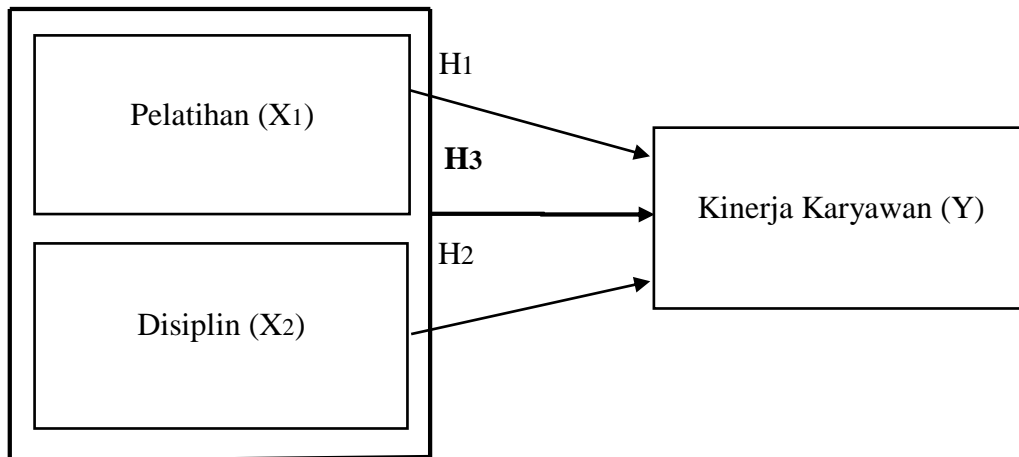 H1
Pelatihan (X1)
H3
Kinerja Karyawan (Y)
H2
Disiplin (X2)